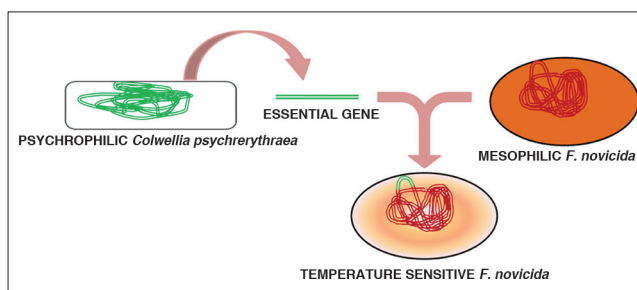 ESSENTIAL GENE
PSYCHROPHILIC Colwellia psychrerythraea
MESOPHILIC F. novicida
TEMPERATURE SENSITIVE F. novicida